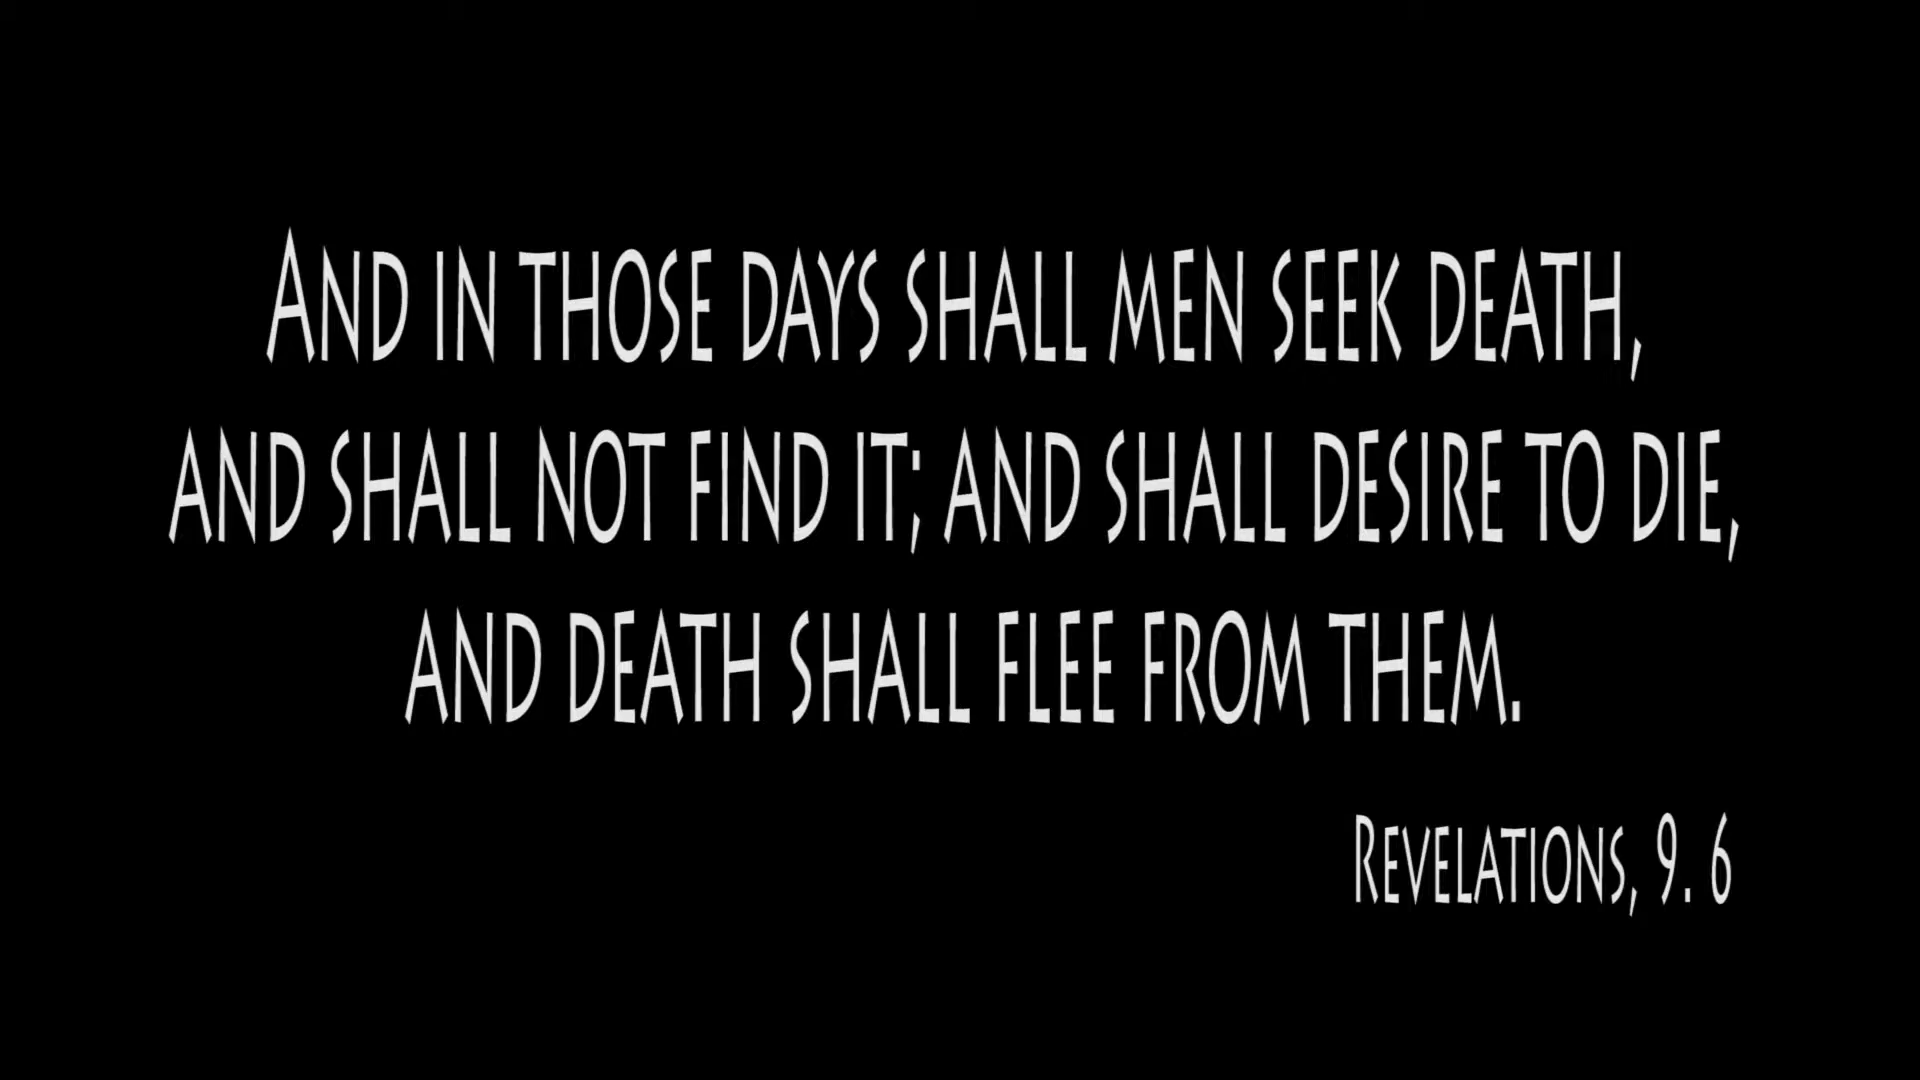 And in those days shall men seek death,
and shall not find it; and shall desire to die,
and death shall flee from them.
Revelations, 9. 6